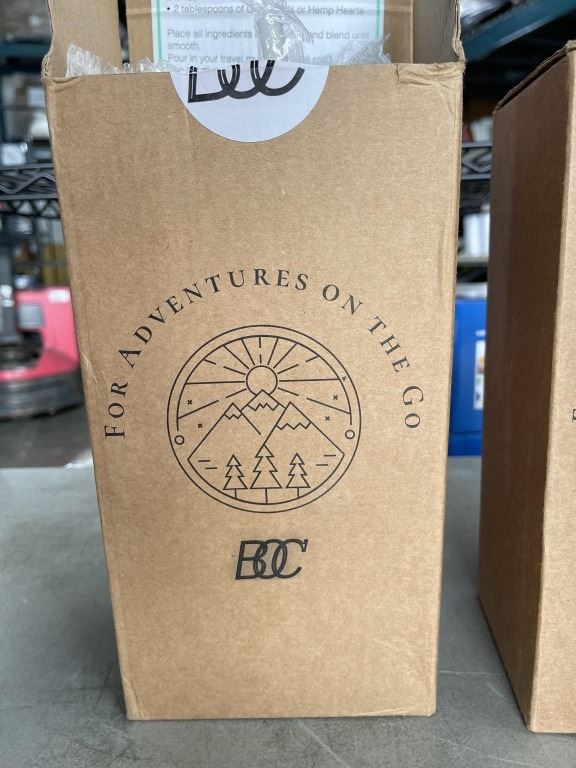 • 2 tablespoons of or Hemp Hearts
Place all ingredients and blend until
smooth.
Pour in your travel
BOC
FOR ADVENTURES ON THE GO
BOC